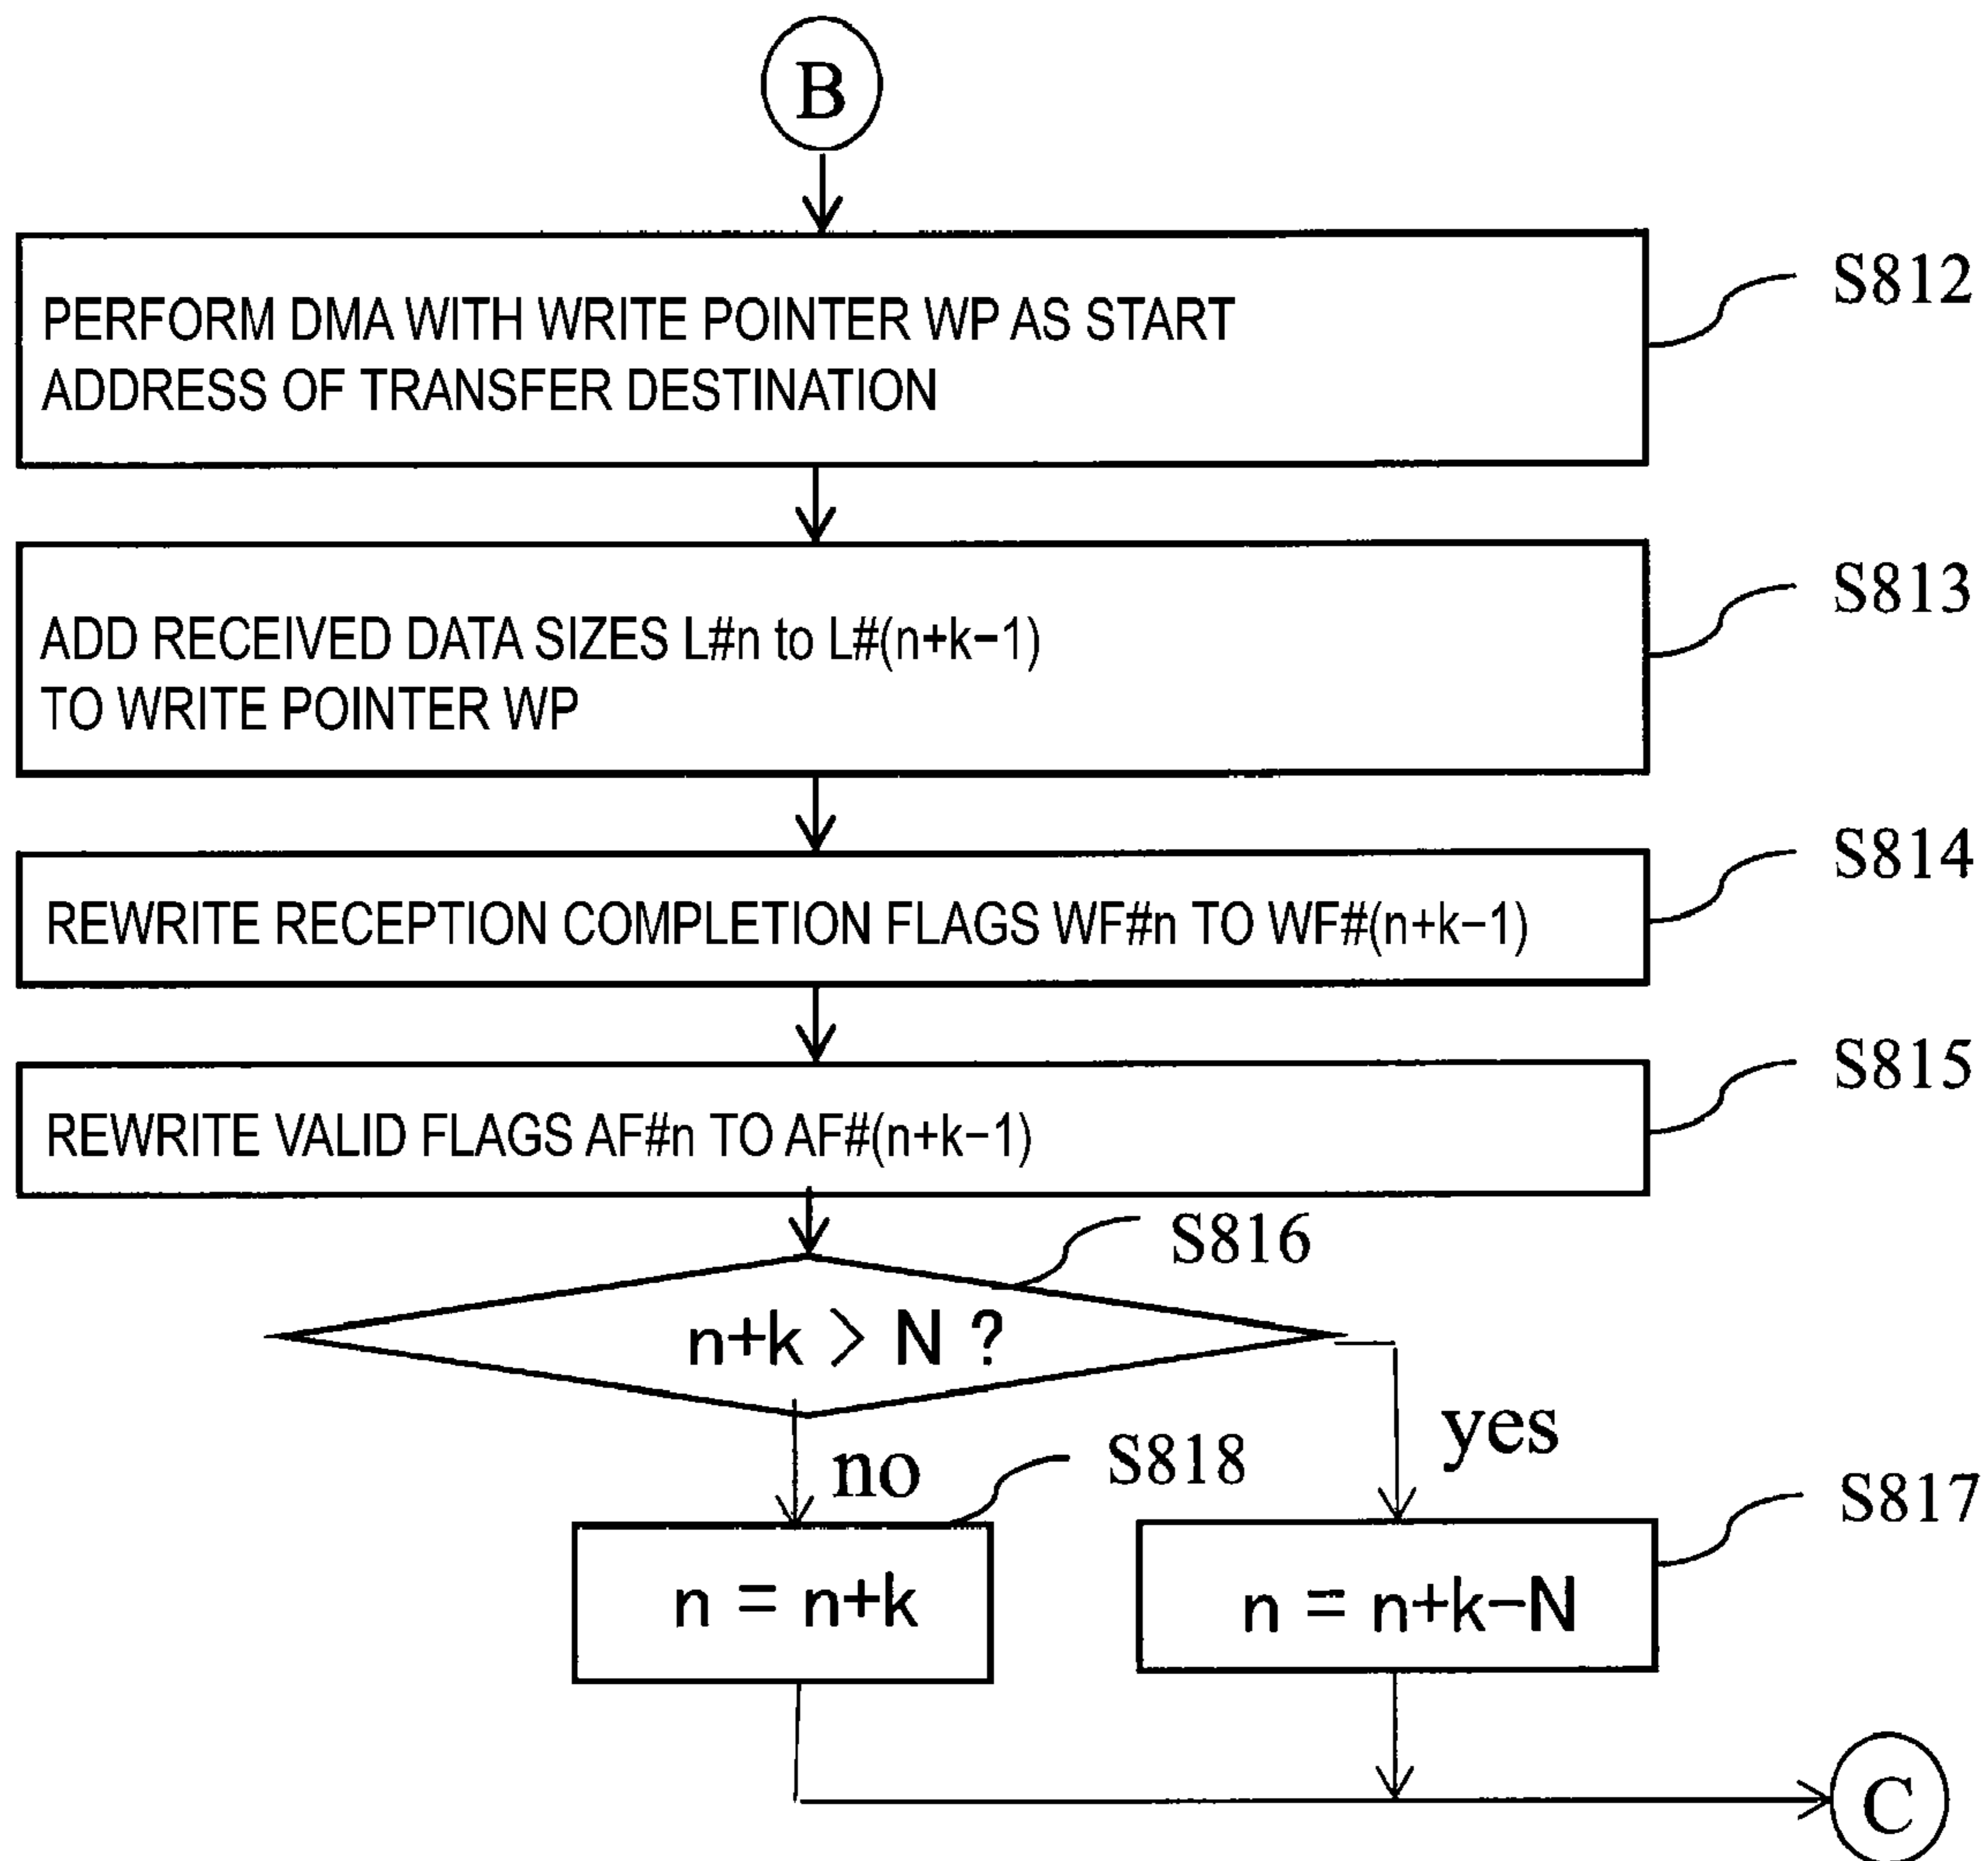 B
S812
PERFORM DMA WITH WRITE POINTER WP AS START
ADDRESS OF TRANSFER DESTINATION
S813
ADD RECEIVED DATA SIZES L#n to L#(n+k−1)
TO WRITE POINTER WP
S814
REWRITE RECEPTION COMPLETION FLAGS WF#n TO WF#(n+k−1)
S815
REWRITE VALID FLAGS AF#n TO AF#(n+k−1)
S816
n+k > N ?
yes
no
S818
S817
n = n+k
n = n+k−N
C